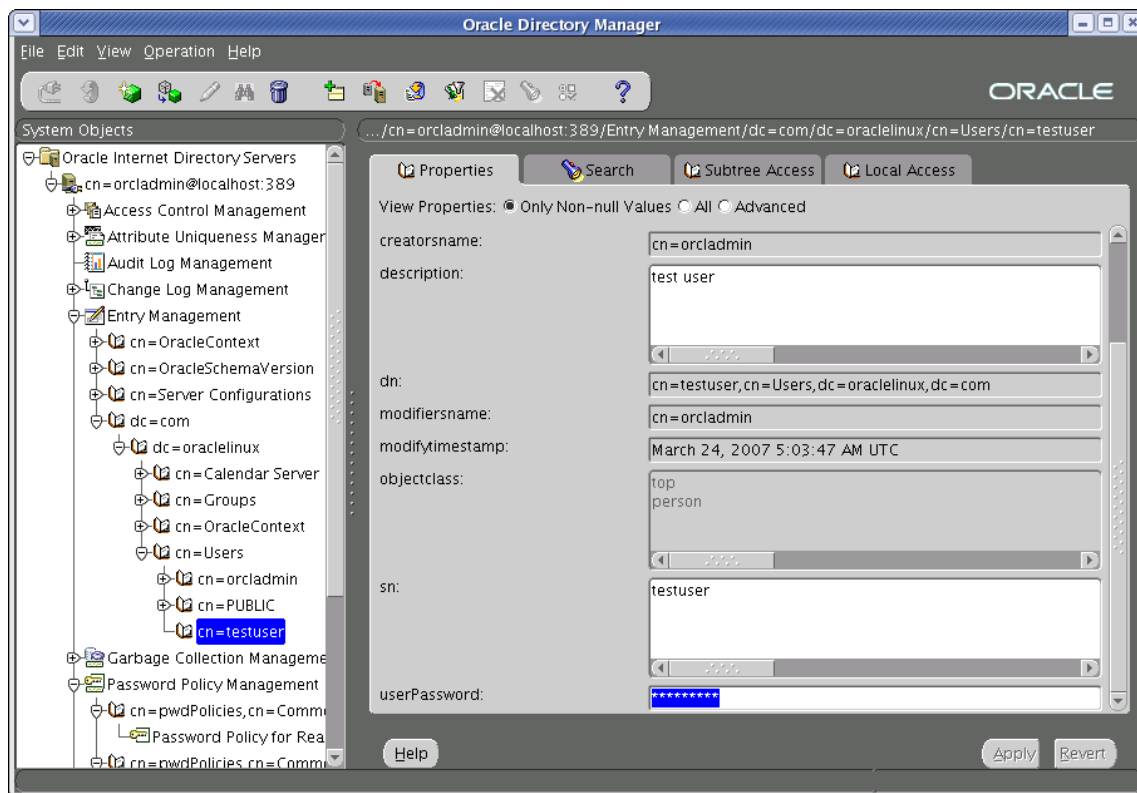 Oracle Directory Manager
File Edit View Operation Help
ORACLE
System Objects
.../cn=orcladmin@localhost:389/Entry Management/dc=com/dc=oraclelinux/cn=Users/cn=testuser
Oracle Internet Directory Servers
cn=orcladmin@localhost:389
Access Control Management
Attribute Uniqueness Manager
Audit Log Management
Change Log Management
Entry Management
cn=OracleContext
cn=OracleSchemaVersion
cn=Server Configurations
dc=com
dc=oraclelinux
cn=Calendar Server
cn=Groups
cn=OracleContext
cn=Users
cn=orcladmin
cn=PUBLIC
cn=testuser
Garbage Collection Manageme
Password Policy Management
cn=pwdPolicies,cn=Commo
Password Policy for Rea
cn=pwdPolicies,cn=Comm
Properties Search Subtree Access Local Access
View Properties: Only Non-null Values All Advanced
creatorsname: cn=orcladmin
description: test user
dn: cn=testuser,cn=Users,dc=oraclelinux,dc=com
modifiersname: cn=orcladmin
modifytimestamp: March 24, 2007 5:03:47 AM UTC
objectclass: top
person
sn: testuser
userPassword: *********
Help Apply Revert